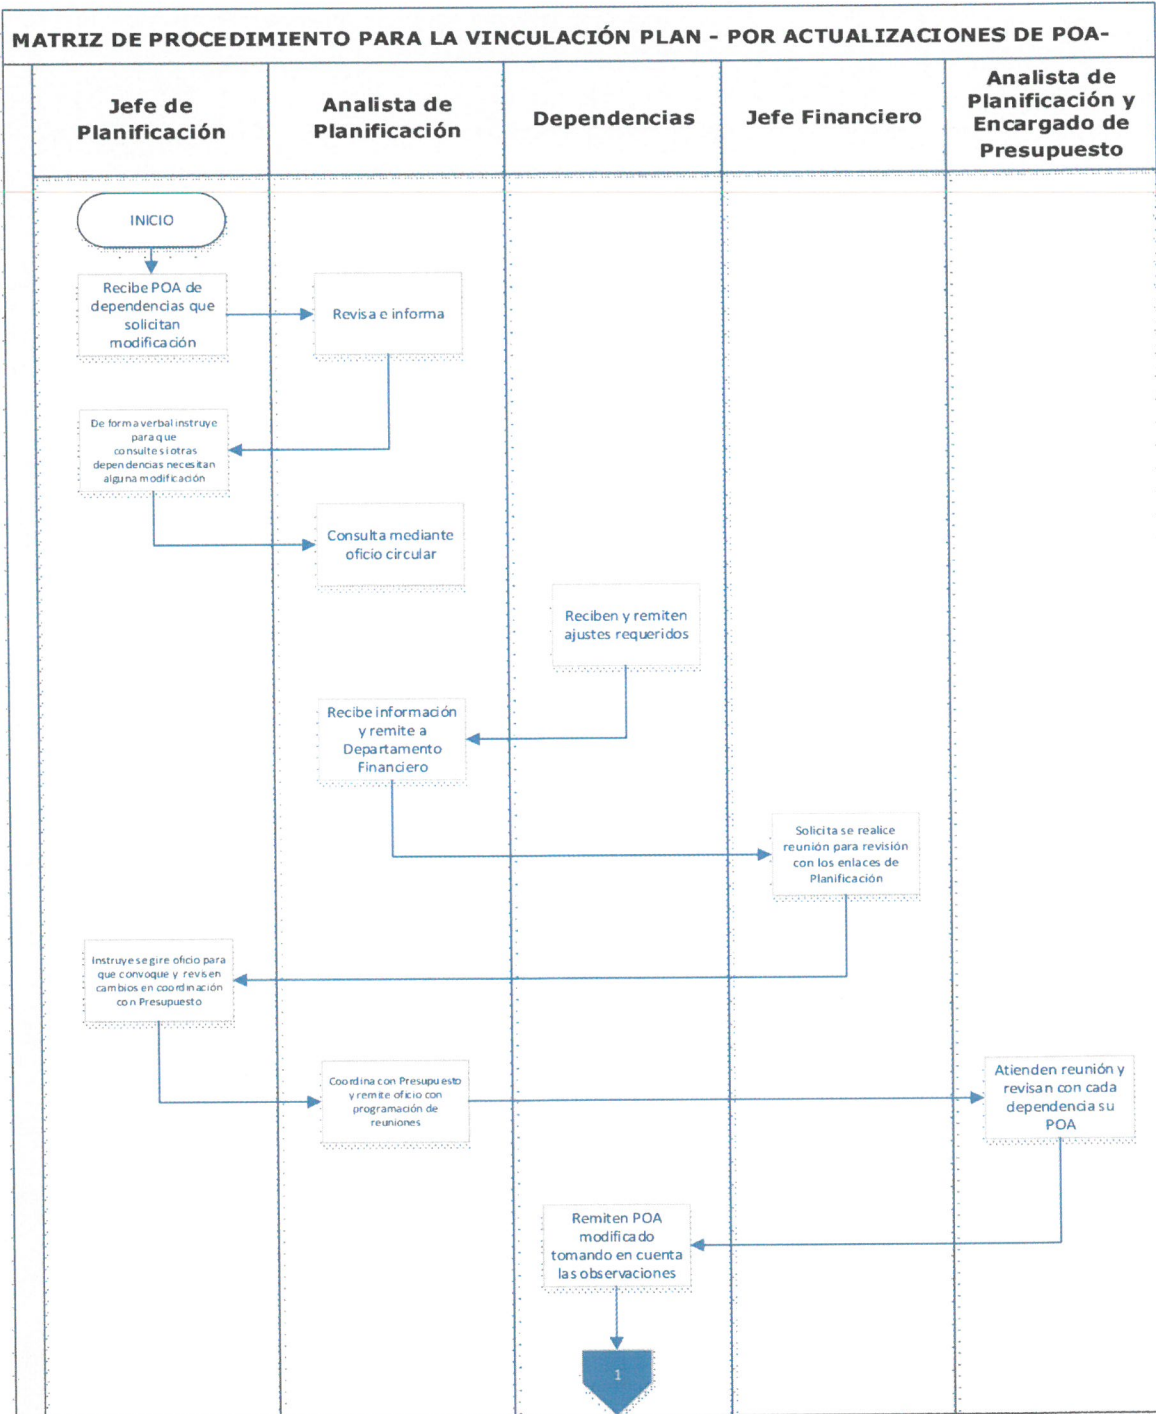 MATRIZ DE PROCEDIMIENTO PARA LA VINCULACIÓN PLAN - POR ACTUALIZACIONES DE POA-
Jefe de
Planificación
Analista de
Planificación
Dependencias
Jefe Financiero
Analista de
Planificación y
Encargado de
Presupuesto
INICIO
Recibe POA de
dependencias que
solicitan
modificación
Revisa e informa
De forma verbal instruye
para que
consulte si otras
dependencias necesitan
alguna modificación
Consulta mediante
oficio circular
Reciben y remiten
ajustes requeridos
Recibe información
y remite a
Departamento
Financiero
Solicita se realice
reunión para revisión
con los enlaces de
Planificación
Instruye se gire oficio para
que convoque y revisen
cambios en coordinación
con Presupuesto
Coordina con Presupuesto
y remite oficio con
programación de
reuniones
Atienden reunión y
revisan con cada
dependencia su
POA
Remiten POA
modificado
tomando en cuenta
las observaciones
1